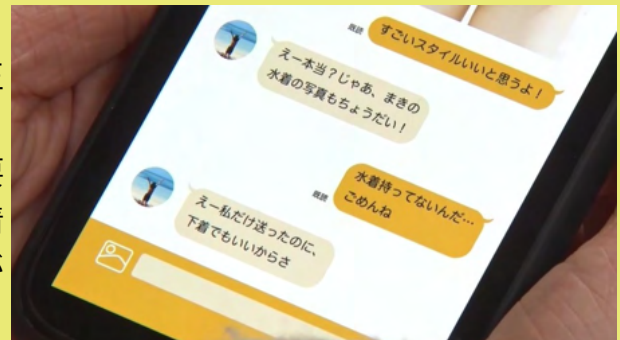 既読
すごいスタイルいいと思うよ！
えー本当？じゃあ、まきの
水着の写真もちょうだい！
既読
水着持ってないんだ…
ごめんね
えー私だけ送ったのに、
下着でもいいからさ